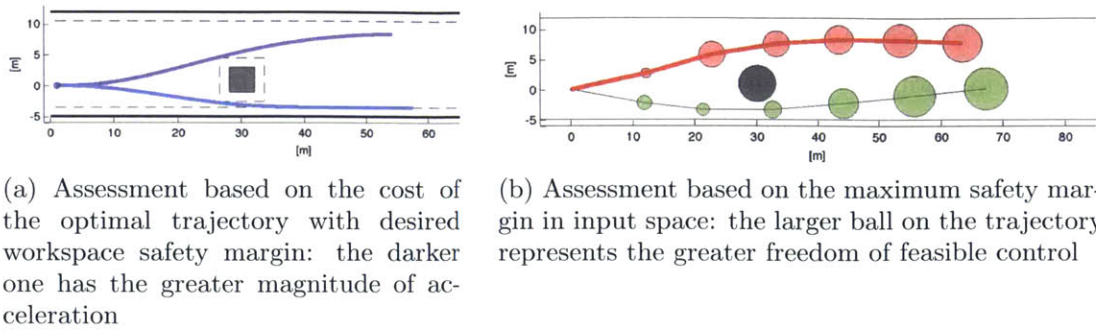 10
5
0
-5
[m]
0
10
20
30
40
50
60
[m]
10
5
0
-5
[m]
0
10
20
30
40
50
60
70
80
[m]
(a) Assessment based on the cost of
the optimal trajectory with desired
workspace safety margin: the darker
one has the greater magnitude of ac-
celeration
(b) Assessment based on the maximum safety mar-
gin in input space: the larger ball on the trajectory
represents the greater freedom of feasible control